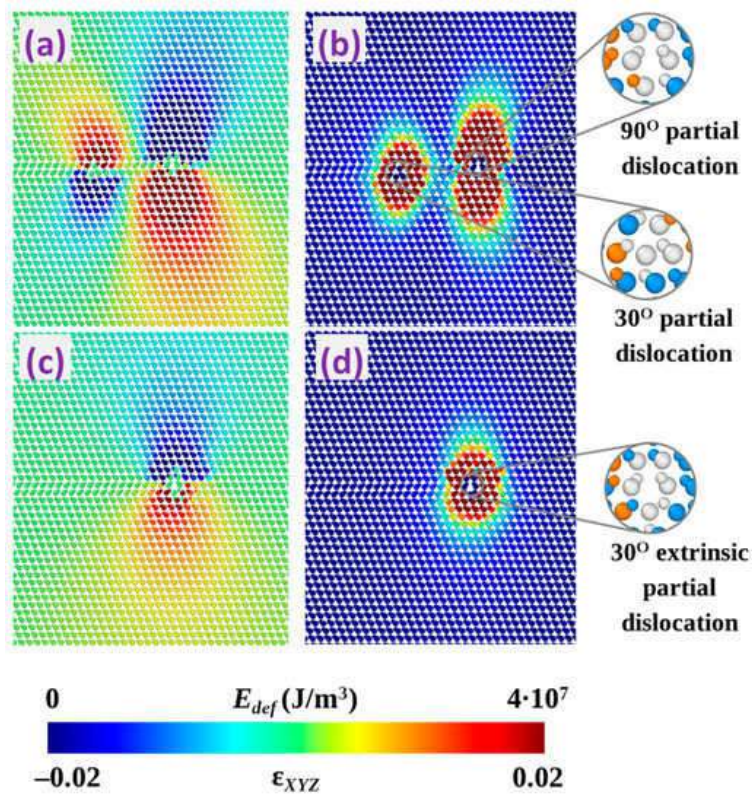 (a)
(b)
90° partial
dislocation
30° partial
dislocation
(c)
(d)
30° extrinsic
partial
dislocation
0 E_def (J/m³) 4·10⁷
−0.02 ε_XYZ 0.02